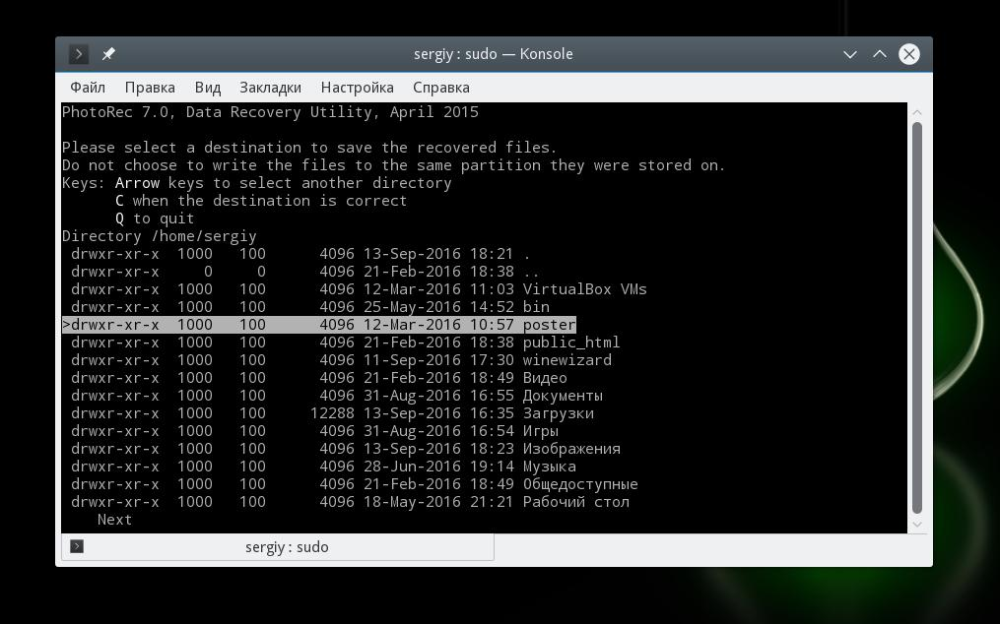 sergiy : sudo — Konsole
Файл Правка Вид Закладки Настройка Справка
PhotoRec 7.0, Data Recovery Utility, April 2015
Please select a destination to save the recovered files.
Do not choose to write the files to the same partition they were stored on.
Keys: Arrow keys to select another directory
C when the destination is correct
Q to quit
Directory /home/sergiy
drwxr-xr-x 1000 100 4096 13-Sep-2016 18:21 .
drwxr-xr-x 0 0 4096 21-Feb-2016 18:38 ..
drwxr-xr-x 1000 100 4096 12-Mar-2016 11:03 VirtualBox VMs
drwxr-xr-x 1000 100 4096 25-May-2016 14:52 bin
>drwxr-xr-x 1000 100 4096 12-Mar-2016 10:57 poster
drwxr-xr-x 1000 100 4096 21-Feb-2016 18:38 public_html
drwxr-xr-x 1000 100 4096 11-Sep-2016 17:30 winewizard
drwxr-xr-x 1000 100 4096 21-Feb-2016 18:49 Видео
drwxr-xr-x 1000 100 4096 31-Aug-2016 16:55 Документы
drwxr-xr-x 1000 100 12288 13-Sep-2016 16:35 Загрузки
drwxr-xr-x 1000 100 4096 31-Aug-2016 16:54 Игры
drwxr-xr-x 1000 100 4096 13-Sep-2016 18:23 Изображения
drwxr-xr-x 1000 100 4096 28-Jun-2016 19:14 Музыка
drwxr-xr-x 1000 100 4096 21-Feb-2016 18:49 Общедоступные
drwxr-xr-x 1000 100 4096 18-May-2016 21:21 Рабочий стол
Next
sergiy : sudo